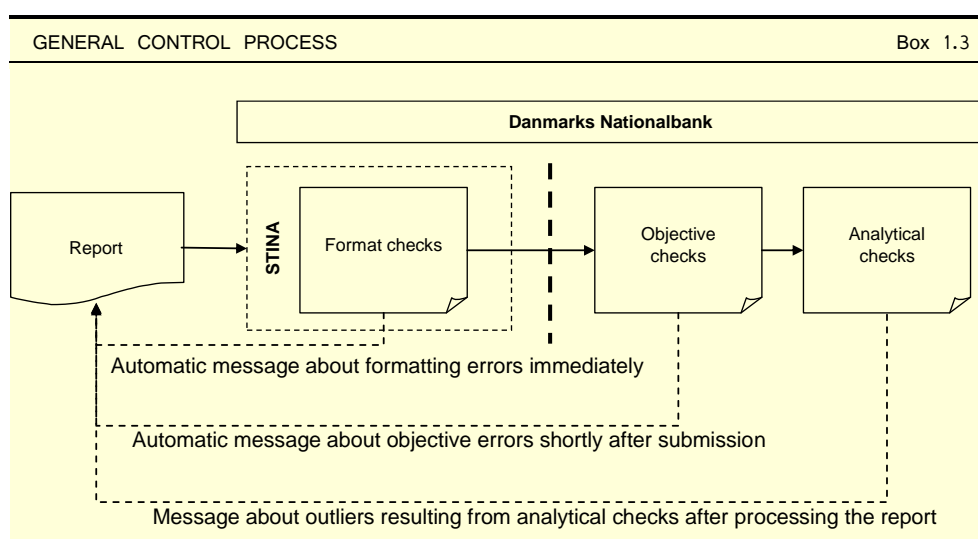 GENERAL CONTROL PROCESS Box 1.3
Danmarks Nationalbank
Report
STINA
Format checks
Objective
checks
Analytical
checks
Automatic message about formatting errors immediately
Automatic message about objective errors shortly after submission
Message about outliers resulting from analytical checks after processing the report